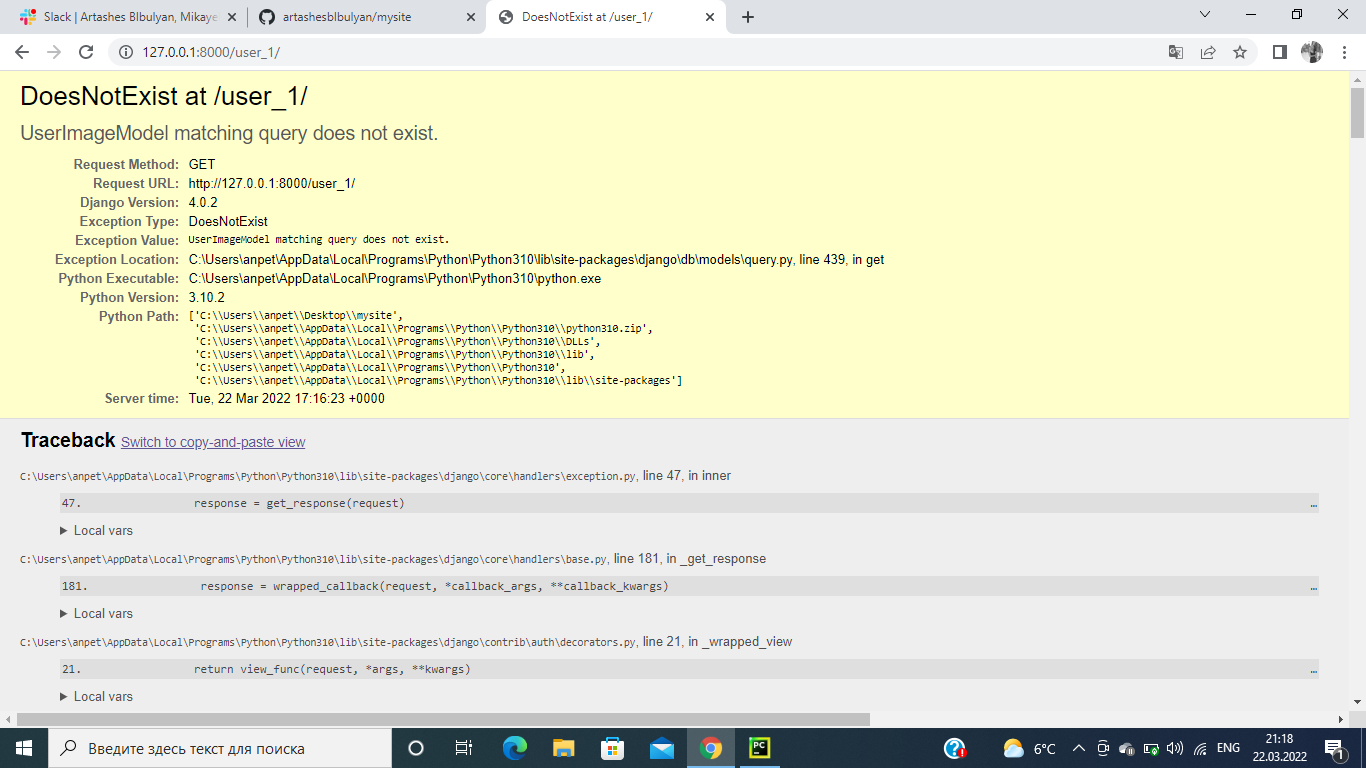 Slack | Artashes Blbulyan, Mikaye
artashesblbulyan/mysite
DoesNotExist at /user_1/
127.0.0.1:8000/user_1/
DoesNotExist at /user_1/
UserImageModel matching query does not exist.
Request Method: GET
Request URL: http://127.0.0.1:8000/user_1/
Django Version: 4.0.2
Exception Type: DoesNotExist
Exception Value: UserImageModel matching query does not exist.
Exception Location: C:\Users\anpet\AppData\Local\Programs\Python\Python310\lib\site-packages\django\db\models\query.py, line 439, in get
Python Executable: C:\Users\anpet\AppData\Local\Programs\Python\Python310\python.exe
Python Version: 3.10.2
Python Path: ['C:\\Users\\anpet\\Desktop\\mysite',
'C:\\Users\\anpet\\AppData\\Local\\Programs\\Python\\Python310\\python310.zip',
'C:\\Users\\anpet\\AppData\\Local\\Programs\\Python\\Python310\\DLLs',
'C:\\Users\\anpet\\AppData\\Local\\Programs\\Python\\Python310\\lib',
'C:\\Users\\anpet\\AppData\\Local\\Programs\\Python\\Python310',
'C:\\Users\\anpet\\AppData\\Local\\Programs\\Python\\Python310\\lib\\site-packages']
Server time: Tue, 22 Mar 2022 17:16:23 +0000
Traceback Switch to copy-and-paste view
C:\Users\anpet\AppData\Local\Programs\Python\Python310\lib\site-packages\django\core\handlers\exception.py, line 47, in inner
47. response = get_response(request) …
Local vars
C:\Users\anpet\AppData\Local\Programs\Python\Python310\lib\site-packages\django\core\handlers\base.py, line 181, in _get_response
181. response = wrapped_callback(request, *callback_args, **callback_kwargs) …
Local vars
C:\Users\anpet\AppData\Local\Programs\Python\Python310\lib\site-packages\django\contrib\auth\decorators.py, line 21, in _wrapped_view
21. return view_func(request, *args, **kwargs) …
Local vars
Введите здесь текст для поиска
PC
6°C
ENG
21:18
22.03.2022
1